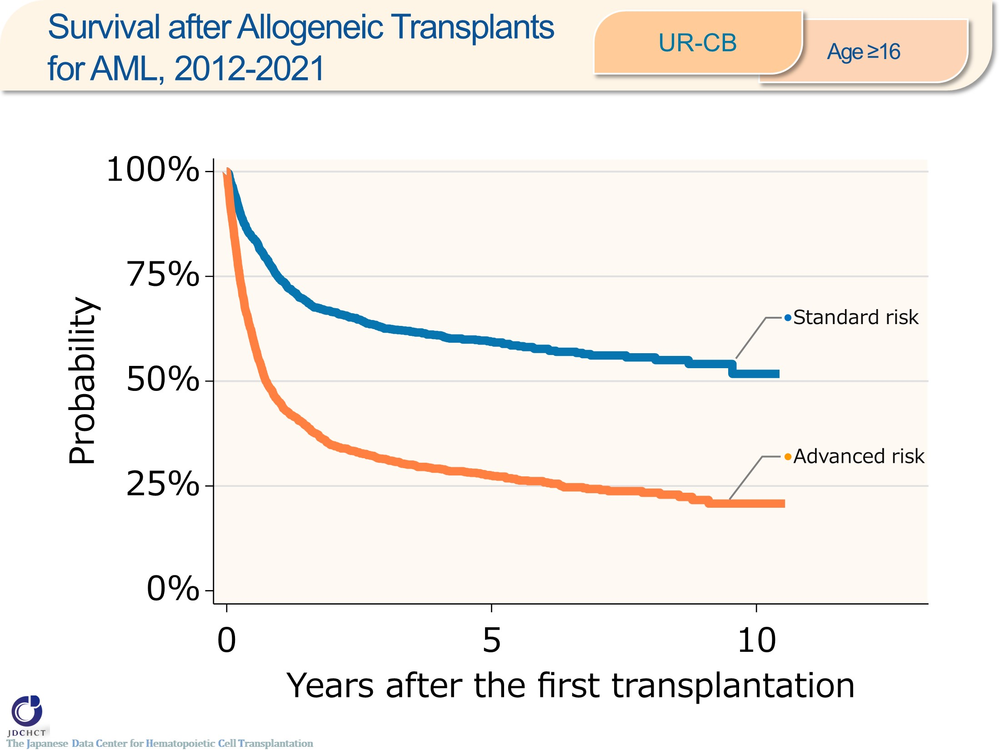 Survival after Allogeneic Transplants
for AML, 2012-2021
UR-CB
Age ≥16
100%
75%
50%
25%
0%
Probability
Standard risk
Advanced risk
0
5
10
Years after the first transplantation
JDCHCT
The Japanese Data Center for Hematopoietic Cell Transplantation